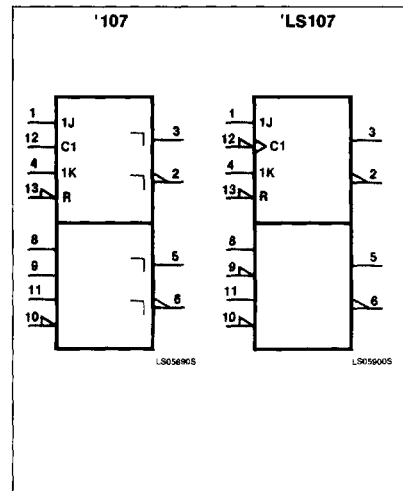 '107 'LS107
1 1J 3
12 C1
4 1K 2
13 R
8
9 5
11
10 6
LS05890S
1 1J 3
12 C1
4 1K 2
13 R
8
9 5
11
10 6
LS05900S